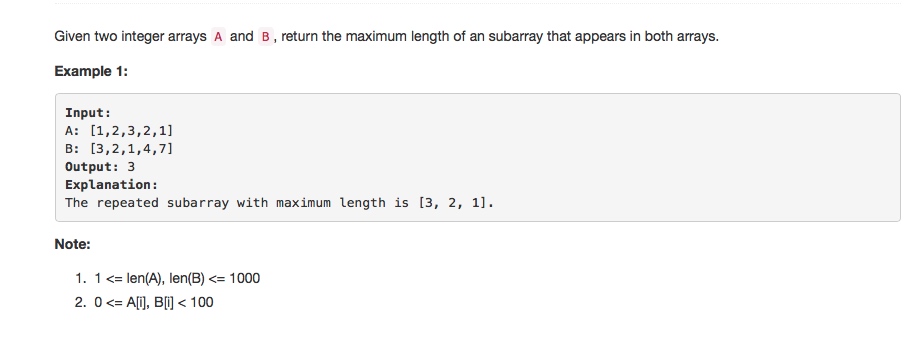 Given two integer arrays A and B , return the maximum length of an subarray that appears in both arrays.
Example 1:
Input:
A: [1,2,3,2,1]
B: [3,2,1,4,7]
Output: 3
Explanation:
The repeated subarray with maximum length is [3, 2, 1].
Note:
1. 1 <= len(A), len(B) <= 1000
2. 0 <= A[i], B[i] < 100